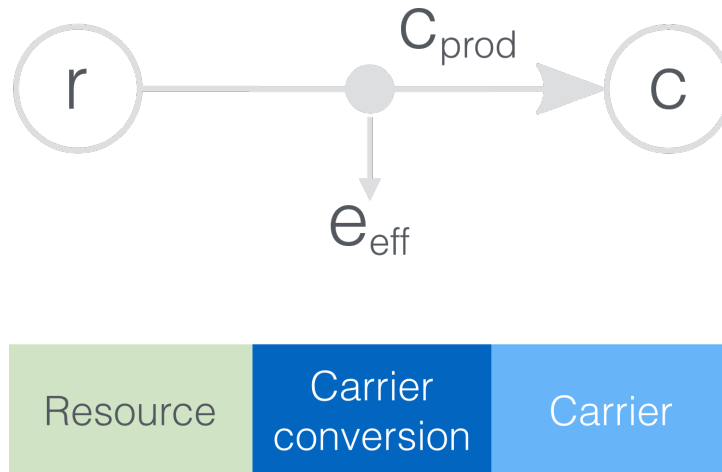 C_prod
r
c
e_eff
Resource
Carrier
conversion
Carrier